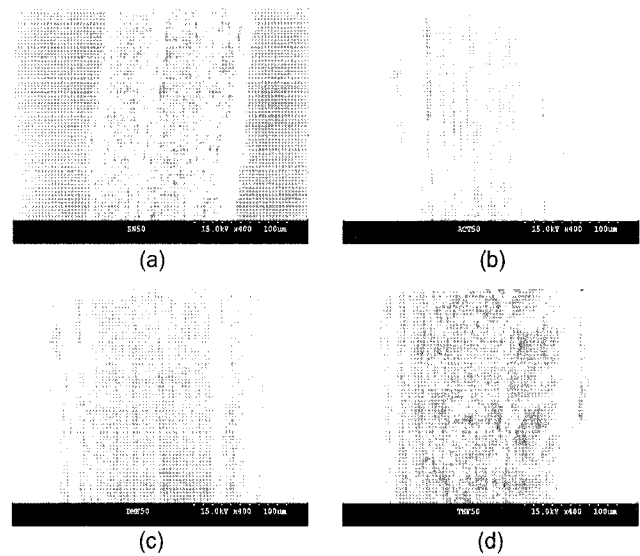 SN50 15.0kV x400 100um
ACT50 15.0kV x400 100um
(a) (b)
DMF50 15.0kV x400 100um
THF50 15.0kV x400 100um
(c) (d)